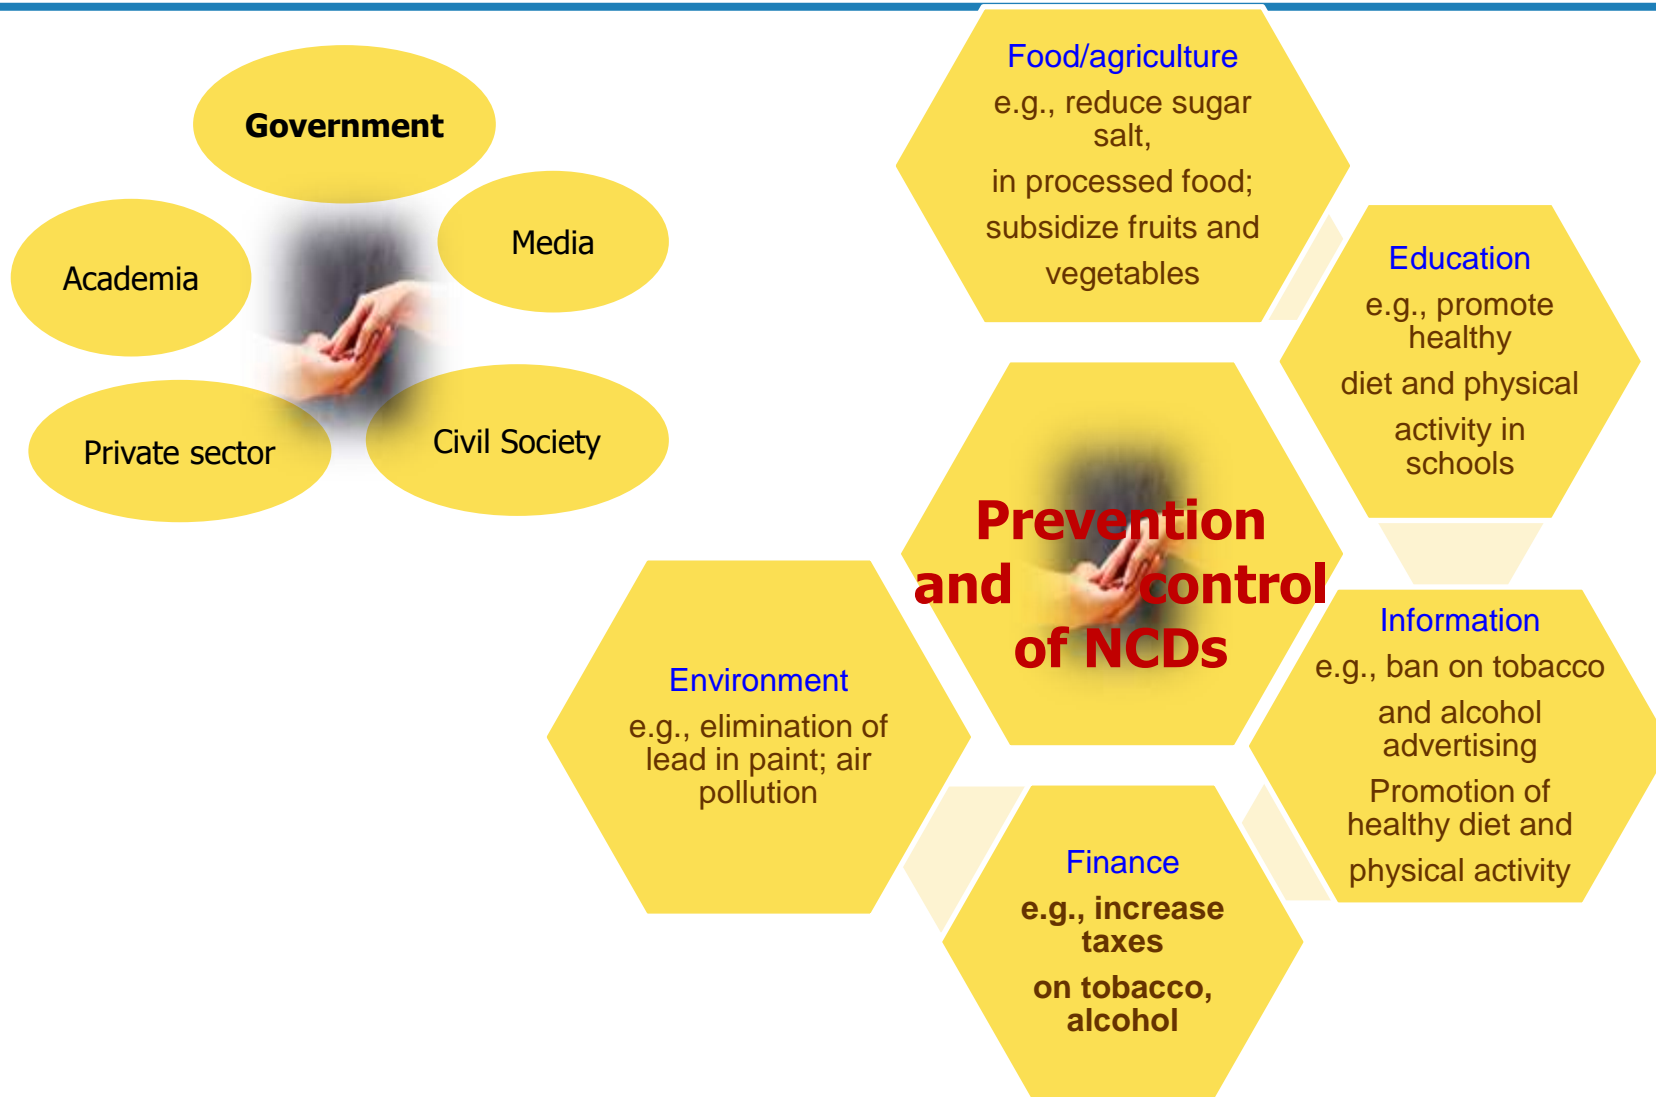 Government
Media
Academia
Private sector
Civil Society
Food/agriculture
e.g., reduce sugar
salt,
in processed food;
subsidize fruits and
vegetables
Education
e.g., promote
healthy
diet and physical
activity in
schools
Prevention
and control
of NCDs
Information
e.g., ban on tobacco
and alcohol
advertising
Promotion of
healthy diet and
physical activity
Environment
e.g., elimination of
lead in paint; air
pollution
Finance
e.g., increase
taxes
on tobacco,
alcohol